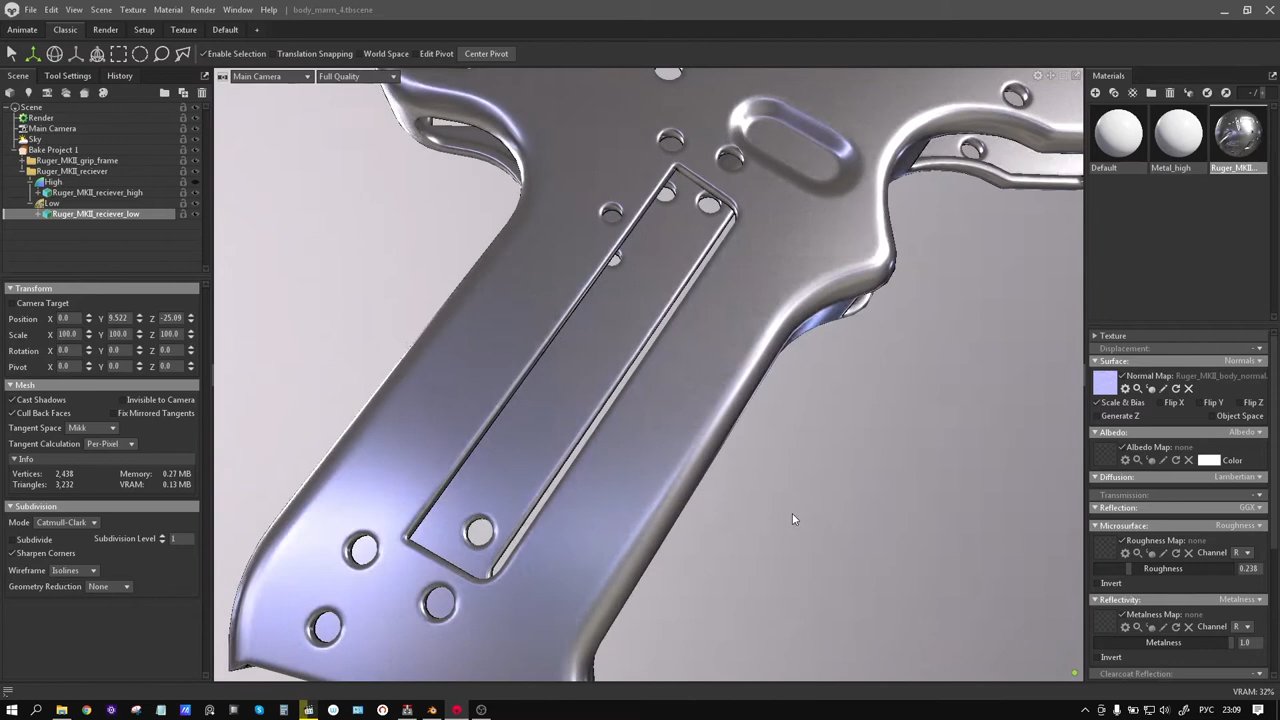 File Edit View Scene Texture Material Render Window Help body_marm_4.tbscene
Animate Classic Render Setup Texture Default +
Enable Selection Translation Snapping World Space Edit Pivot Center Pivot
Scene Tool Settings History
Main Camera Full Quality
Materials
Scene
Render
Main Camera
Sky
Bake Project 1
Ruger_MKII_grip_frame
Ruger_MKII_reciever
High
Ruger_MKII_reciever_high
Low
Ruger_MKII_reciever_low
Transform
Camera Target
Position X 0.0 Y 9.522 Z -25.09
Scale X 100.0 Y 100.0 Z 100.0
Rotation X 0.0 Y 0.0 Z 0.0
Pivot X 0.0 Y 0.0 Z 0.0
Mesh
Cast Shadows Invisible to Camera
Cull Back Faces Fix Mirrored Tangents
Tangent Space Mikk
Tangent Calculation Per-Pixel
Info
Vertices: 2,438 Memory: 0.27 MB
Triangles: 3,232 VRAM: 0.13 MB
Subdivision
Mode Catmull-Clark
Subdivide Subdivision Level 1
Sharpen Corners
Wireframe Isolines
Geometry Reduction None
Default Metal_high Ruger_MKII...
Texture
Displacement:
Surface: Normals
Normal Map: Ruger_MKII_body_normal.
Scale & Bias Flip X Flip Y Flip Z
Generate Z Object Space
Albedo: Albedo
Albedo Map: none
Color
Diffusion: Lambertian
Transmission:
Reflection: GGX
Microsurface: Roughness
Roughness Map: none
Channel R
Roughness 0.238
Invert
Reflectivity: Metalness
Metalness Map: none
Channel R
Metalness 1.0
Invert
Clearcoat Reflection:
VRAM: 32%
РУС 23:09